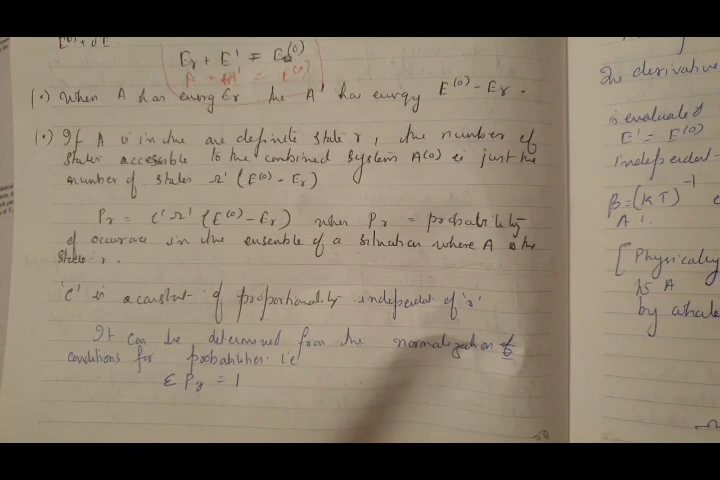 E_r + E' = E^(0)
A + A' = A^(0)
(•) When A has energy Er the A' has energy E^(0) - Er.
(•) If A is in the one definite state r, the number of
states accessible to the combined system A(0) is just the
number of states Ω' (E^(0) - Er)
Pr = C'Ω' (E^(0) - Er) when Pr = probability
of occurance in the ensemble of a situation where A is the
state r.
'C' is a constant of proportionality independent of 'r'
It can be determined from the normalization
conditions for probabilities i.e
Σ Pr = 1
The derivative
is evaluated
E' = E^(0)
independent
β = (KT)^-1
A'.
[Physically
A
by